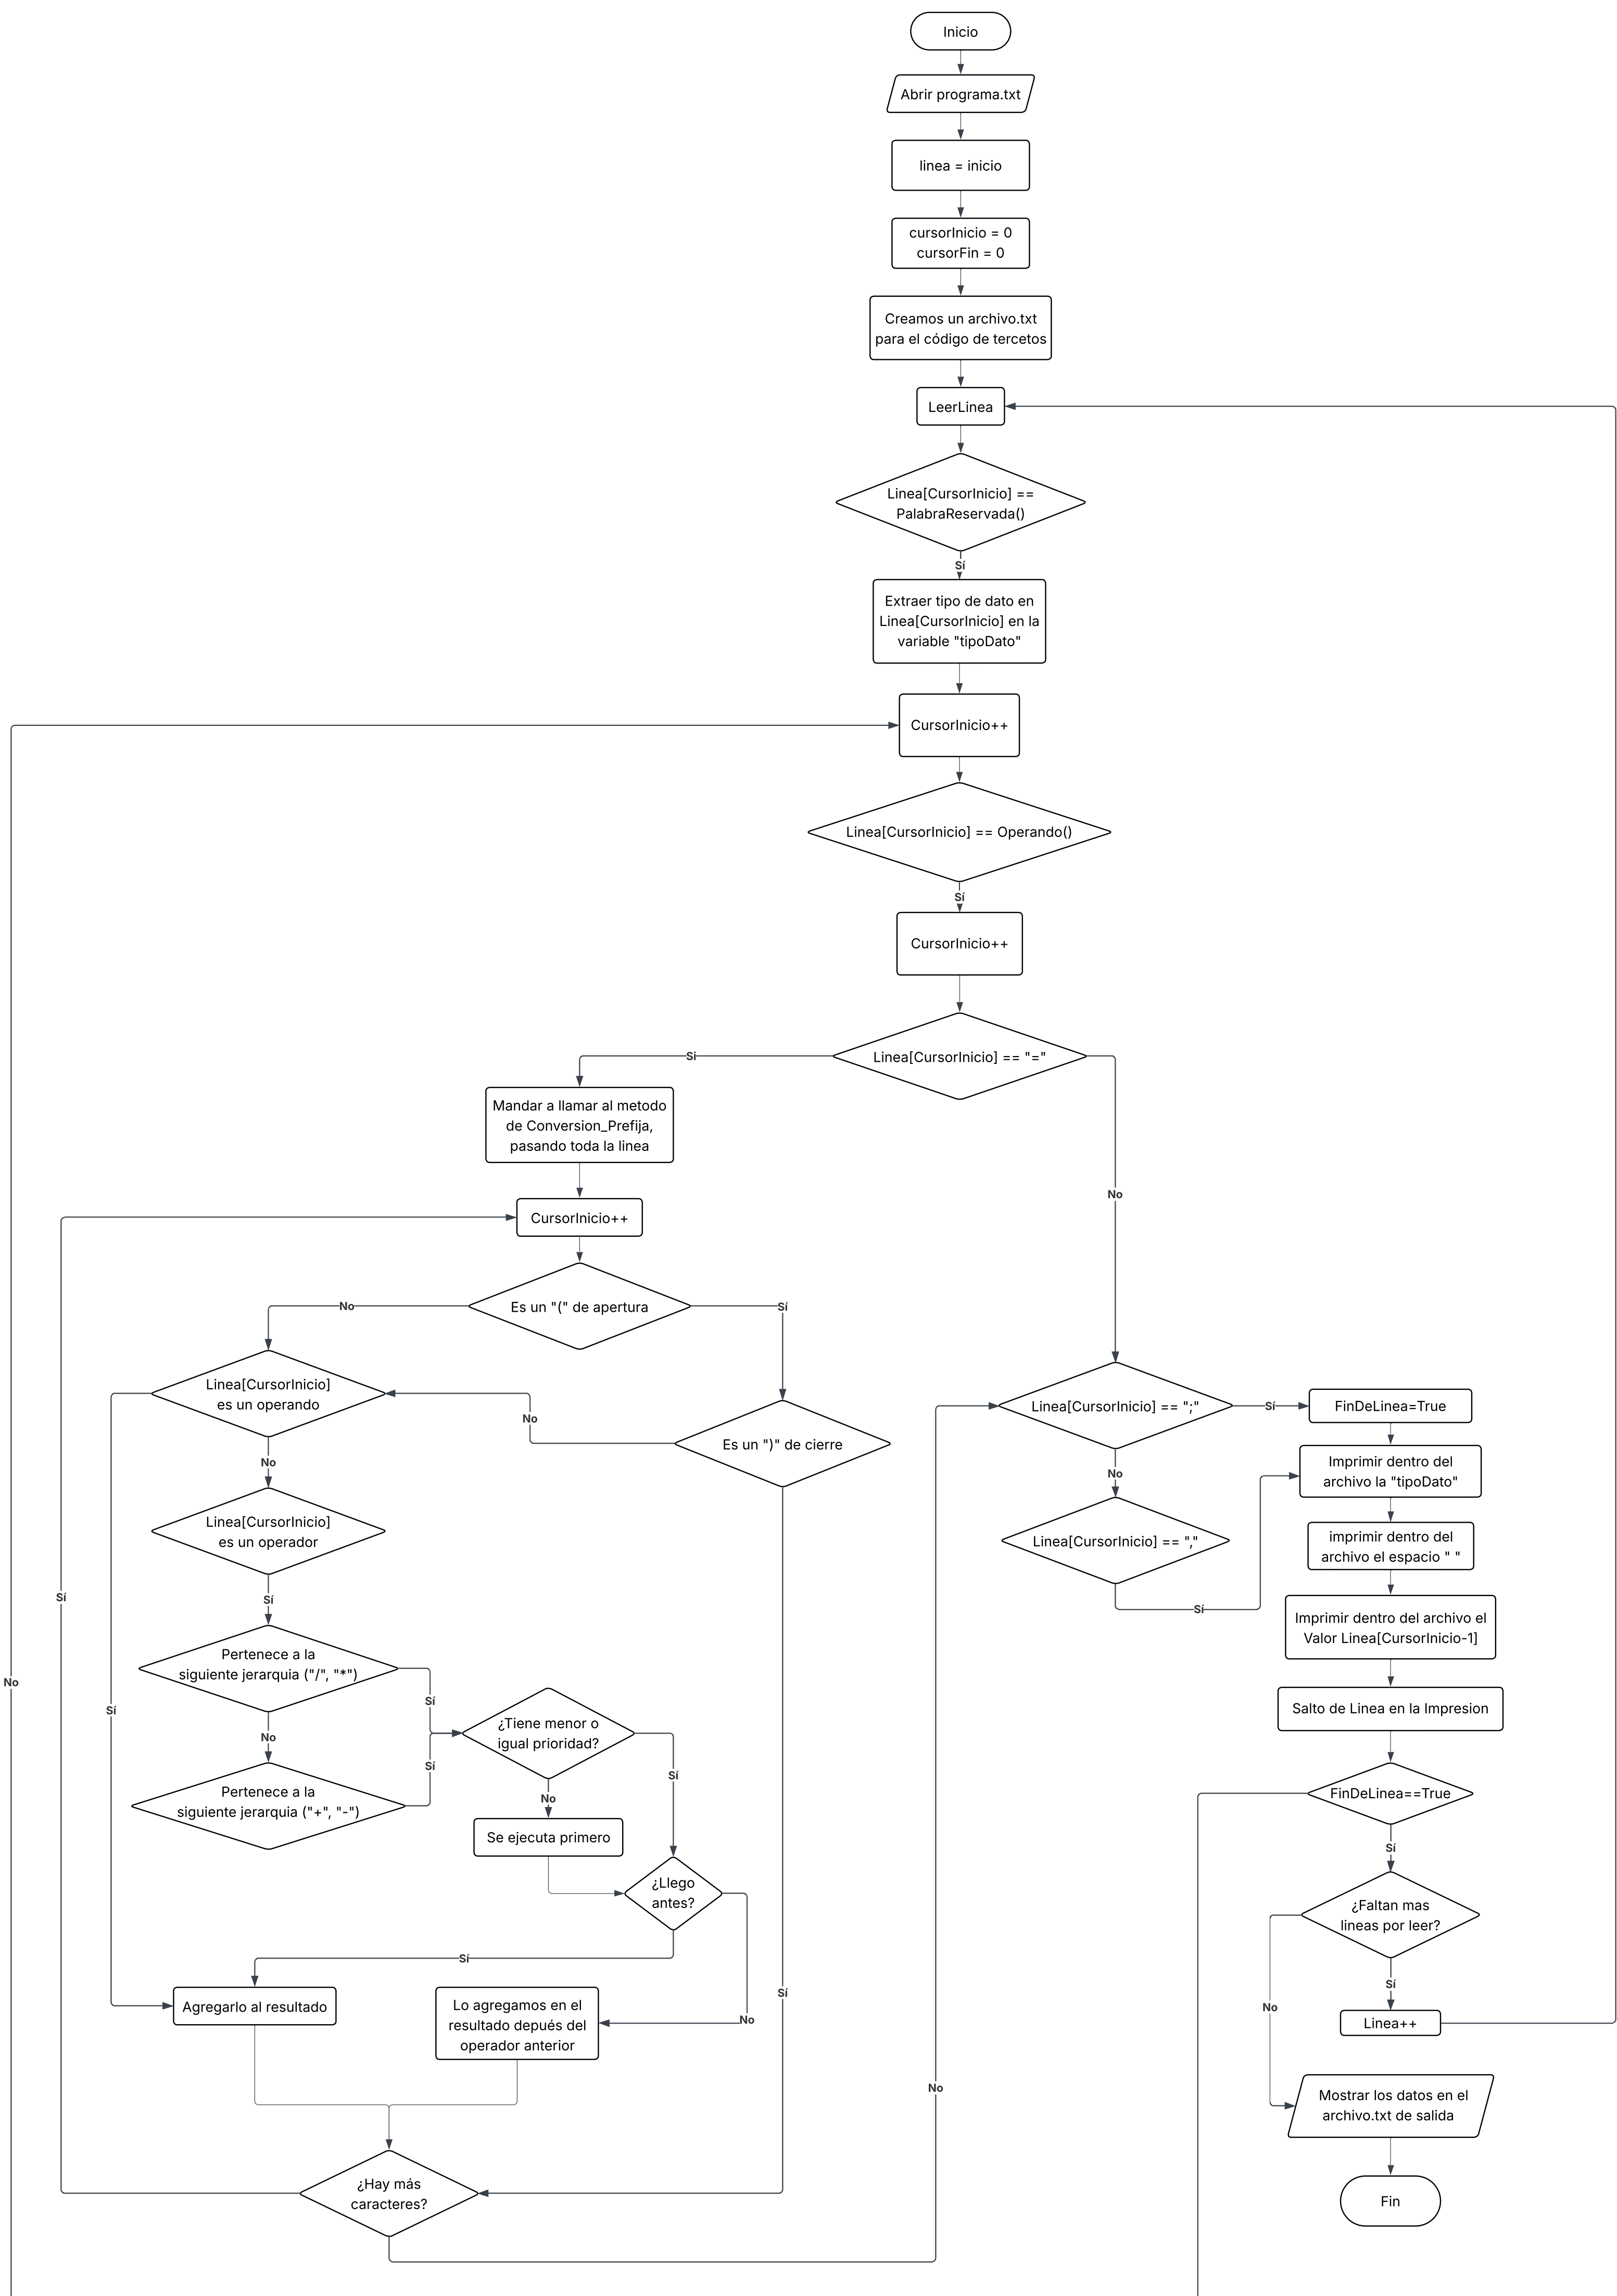 Inicio
Abrir programa.txt
linea = inicio
cursorInicio = 0
cursorFin = 0
Creamos un archivo.txt
para el código de tercetos
LeerLinea
Linea[CursorInicio] ==
PalabraReservada()
Sí
Extraer tipo de dato en
Linea[CursorInicio] en la
variable "tipoDato"
CursorInicio++
Linea[CursorInicio] == Operando()
Sí
CursorInicio++
Linea[CursorInicio] == "="
Si
No
Mandar a llamar al metodo
de Conversion_Prefija,
pasando toda la linea
CursorInicio++
Es un "(" de apertura
No
Sí
Linea[CursorInicio]
es un operando
No
Es un ")" de cierre
No
Linea[CursorInicio]
es un operador
Sí
Sí
Pertenece a la
siguiente jerarquia ("/", "*")
Sí
No
Sí
No
Sí
Pertenece a la
siguiente jerarquia ("+", "-")
¿Tiene menor o
igual prioridad?
Sí
No
Se ejecuta primero
¿Llego
antes?
Sí
No
Sí
Agregarlo al resultado
Lo agregamos en el
resultado depués del
operador anterior
¿Hay más
caracteres?
No
Linea[CursorInicio] == ";"
Sí
No
Linea[CursorInicio] == ","
Sí
FinDeLinea=True
Imprimir dentro del
archivo la "tipoDato"
imprimir dentro del
archivo el espacio " "
Imprimir dentro del archivo el
Valor Linea[CursorInicio-1]
Salto de Linea en la Impresion
FinDeLinea==True
Sí
¿Faltan mas
lineas por leer?
Sí
No
Linea++
Mostrar los datos en el
archivo.txt de salida
Fin